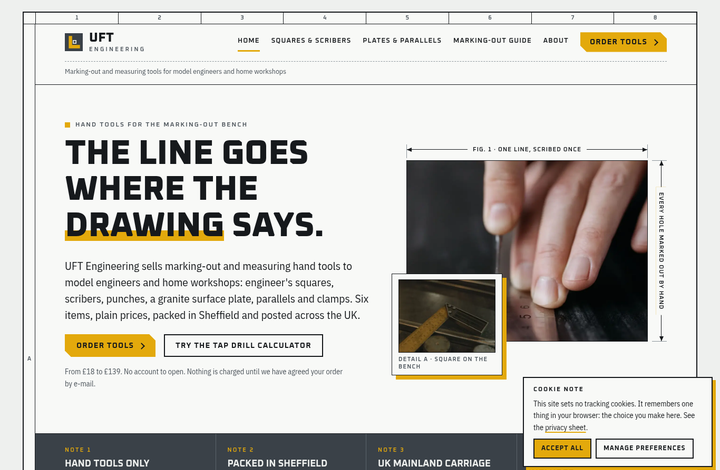 1 2 3 4 5 6 7 8
UFT
ENGINEERING
HOME SQUARES & SCRIBERS PLATES & PARALLELS MARKING-OUT GUIDE ABOUT ORDER TOOLS
Marking-out and measuring tools for model engineers and home workshops
HAND TOOLS FOR THE MARKING-OUT BENCH
THE LINE GOES
WHERE THE
DRAWING SAYS.
UFT Engineering sells marking-out and measuring hand tools to
model engineers and home workshops: engineer's squares,
scribers, punches, a granite surface plate, parallels and clamps. Six
items, plain prices, packed in Sheffield and posted across the UK.
ORDER TOOLS TRY THE TAP DRILL CALCULATOR
From £18 to £139. No account to open. Nothing is charged until we have agreed your order
by e-mail.
FIG. 1 · ONE LINE, SCRIBED ONCE
EVERY HOLE MARKED OUT BY HAND
DETAIL A · SQUARE ON THE
BENCH
A
COOKIE NOTE
This site sets no tracking cookies. It remembers one
thing in your browser: the choice you make here. See
the privacy sheet.
ACCEPT ALL MANAGE PREFERENCES
NOTE 1
HAND TOOLS ONLY
NOTE 2
PACKED IN SHEFFIELD
NOTE 3
UK MAINLAND CARRIAGE